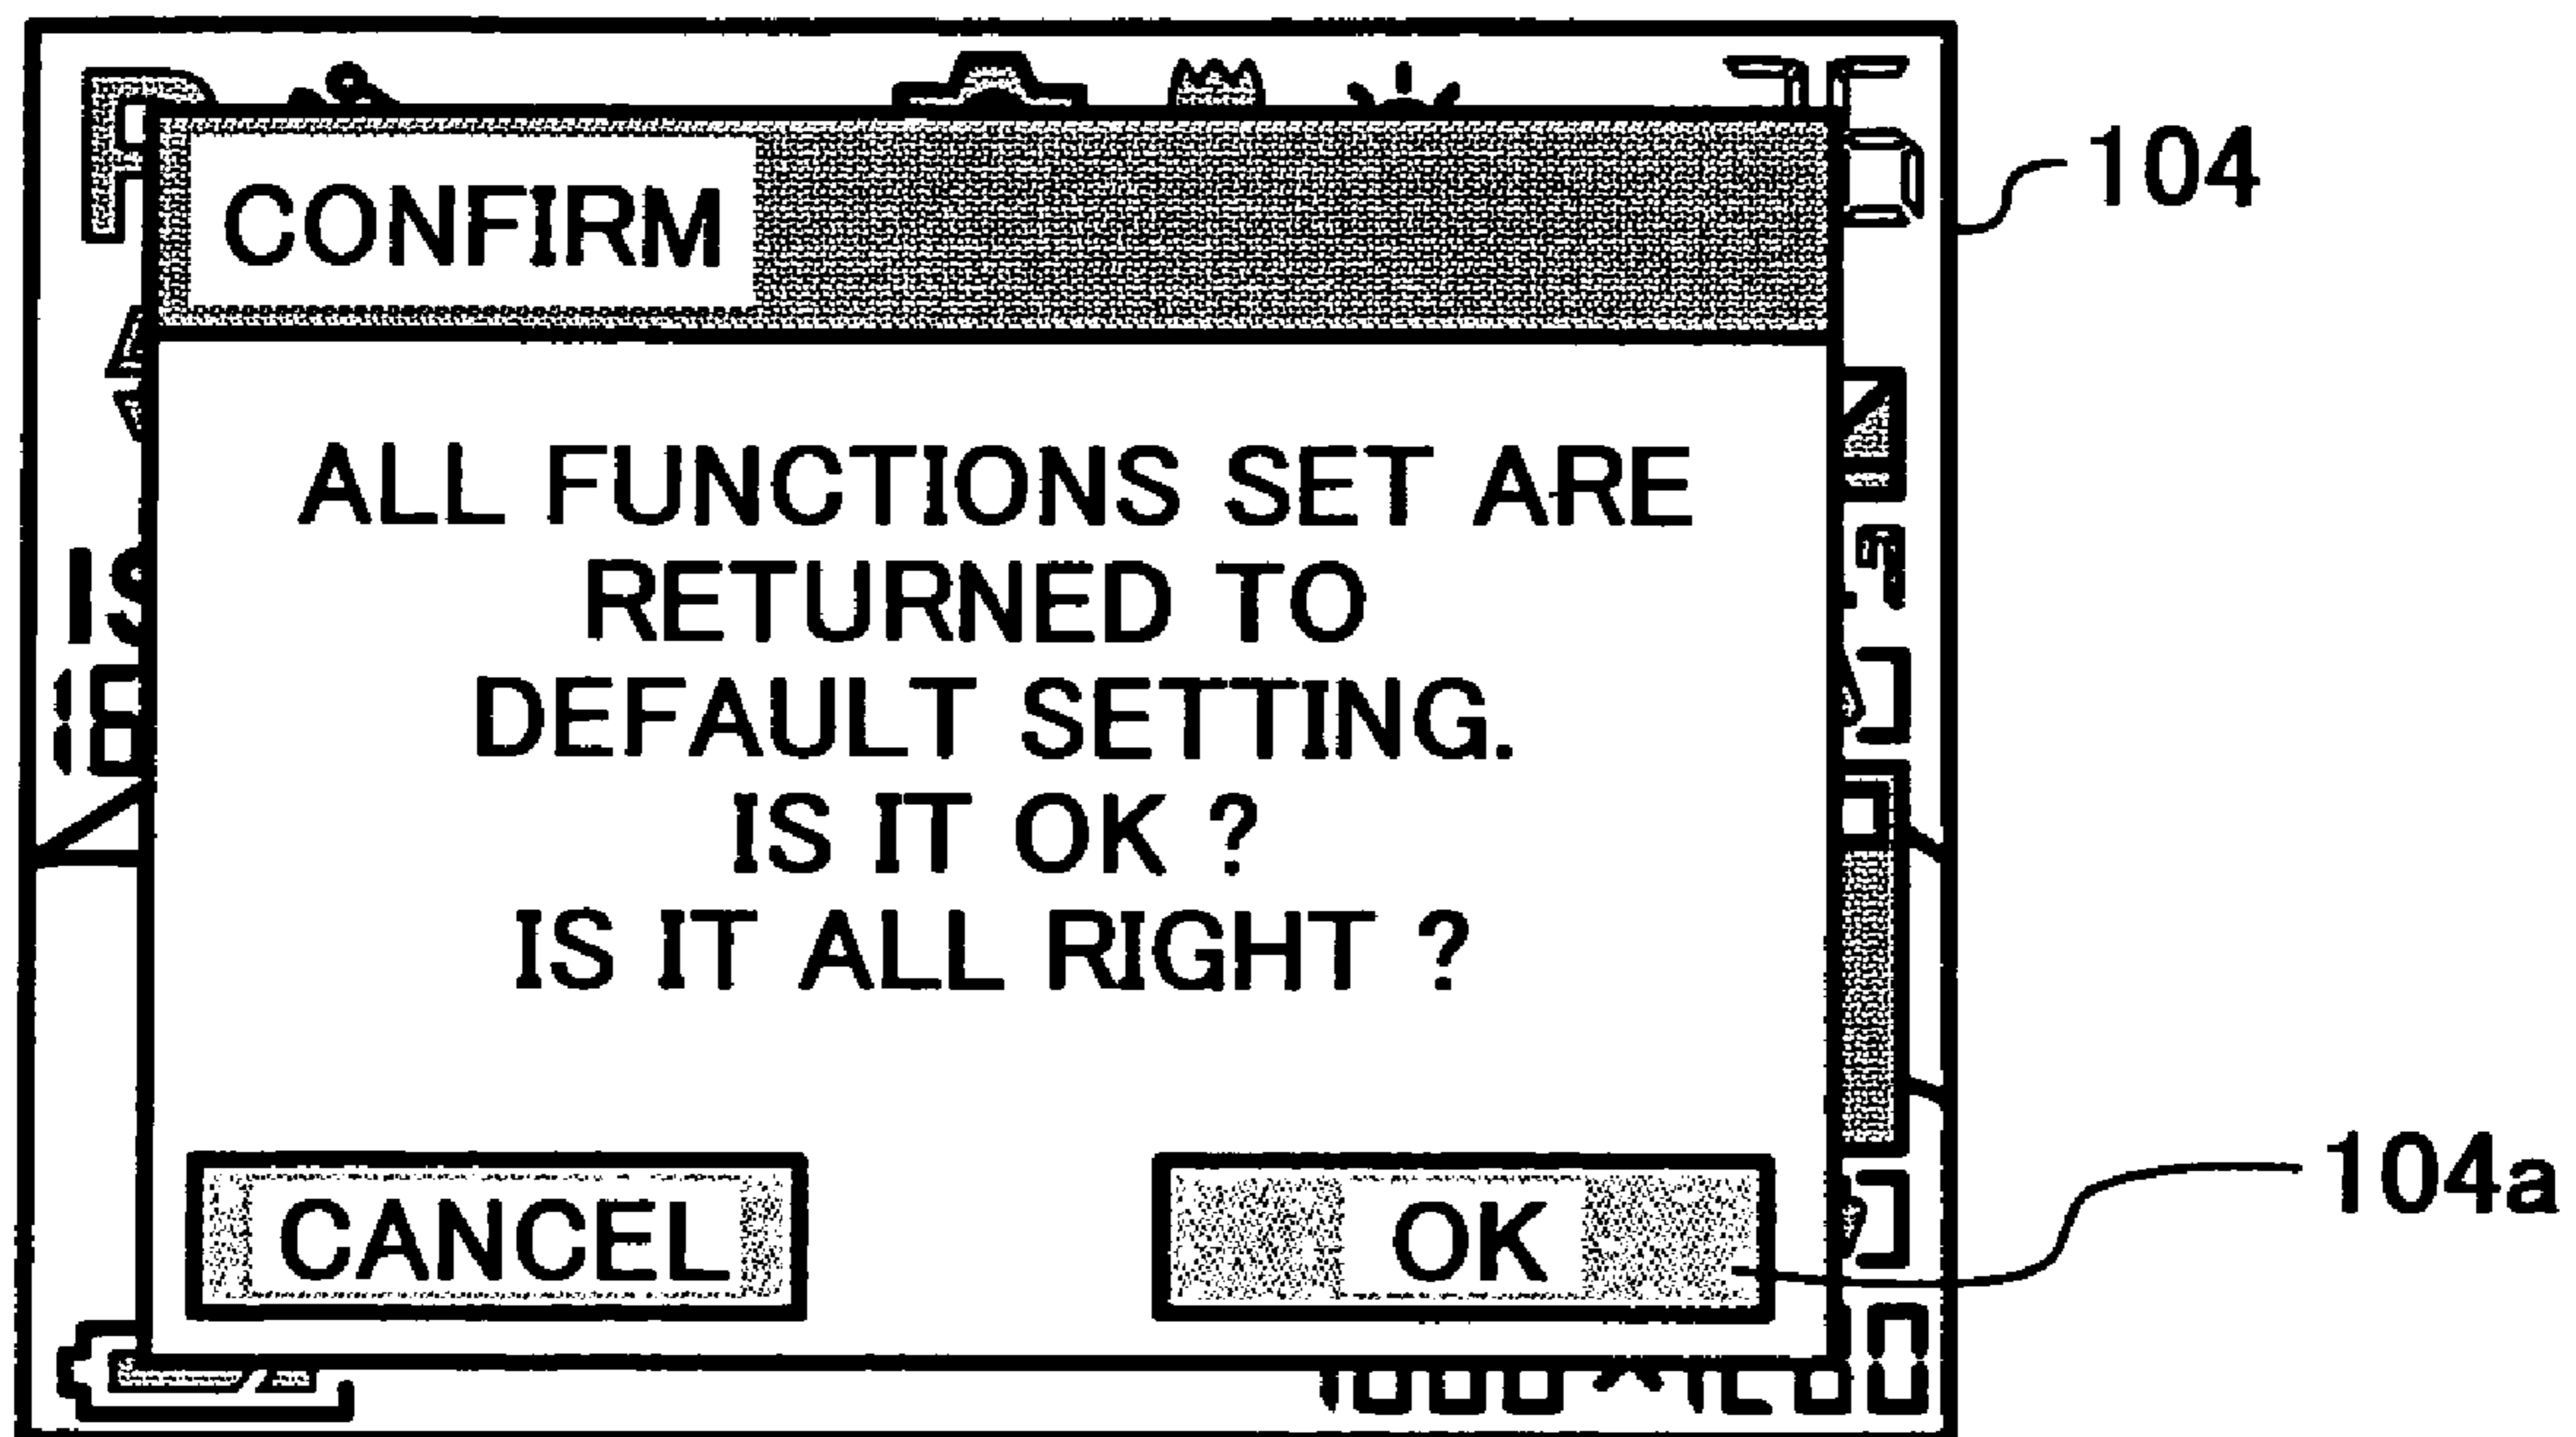 CONFIRM
104
ALL FUNCTIONS SET ARE
RETURNED TO
DEFAULT SETTING.
IS IT OK ?
IS IT ALL RIGHT ?
CANCEL
OK
104a